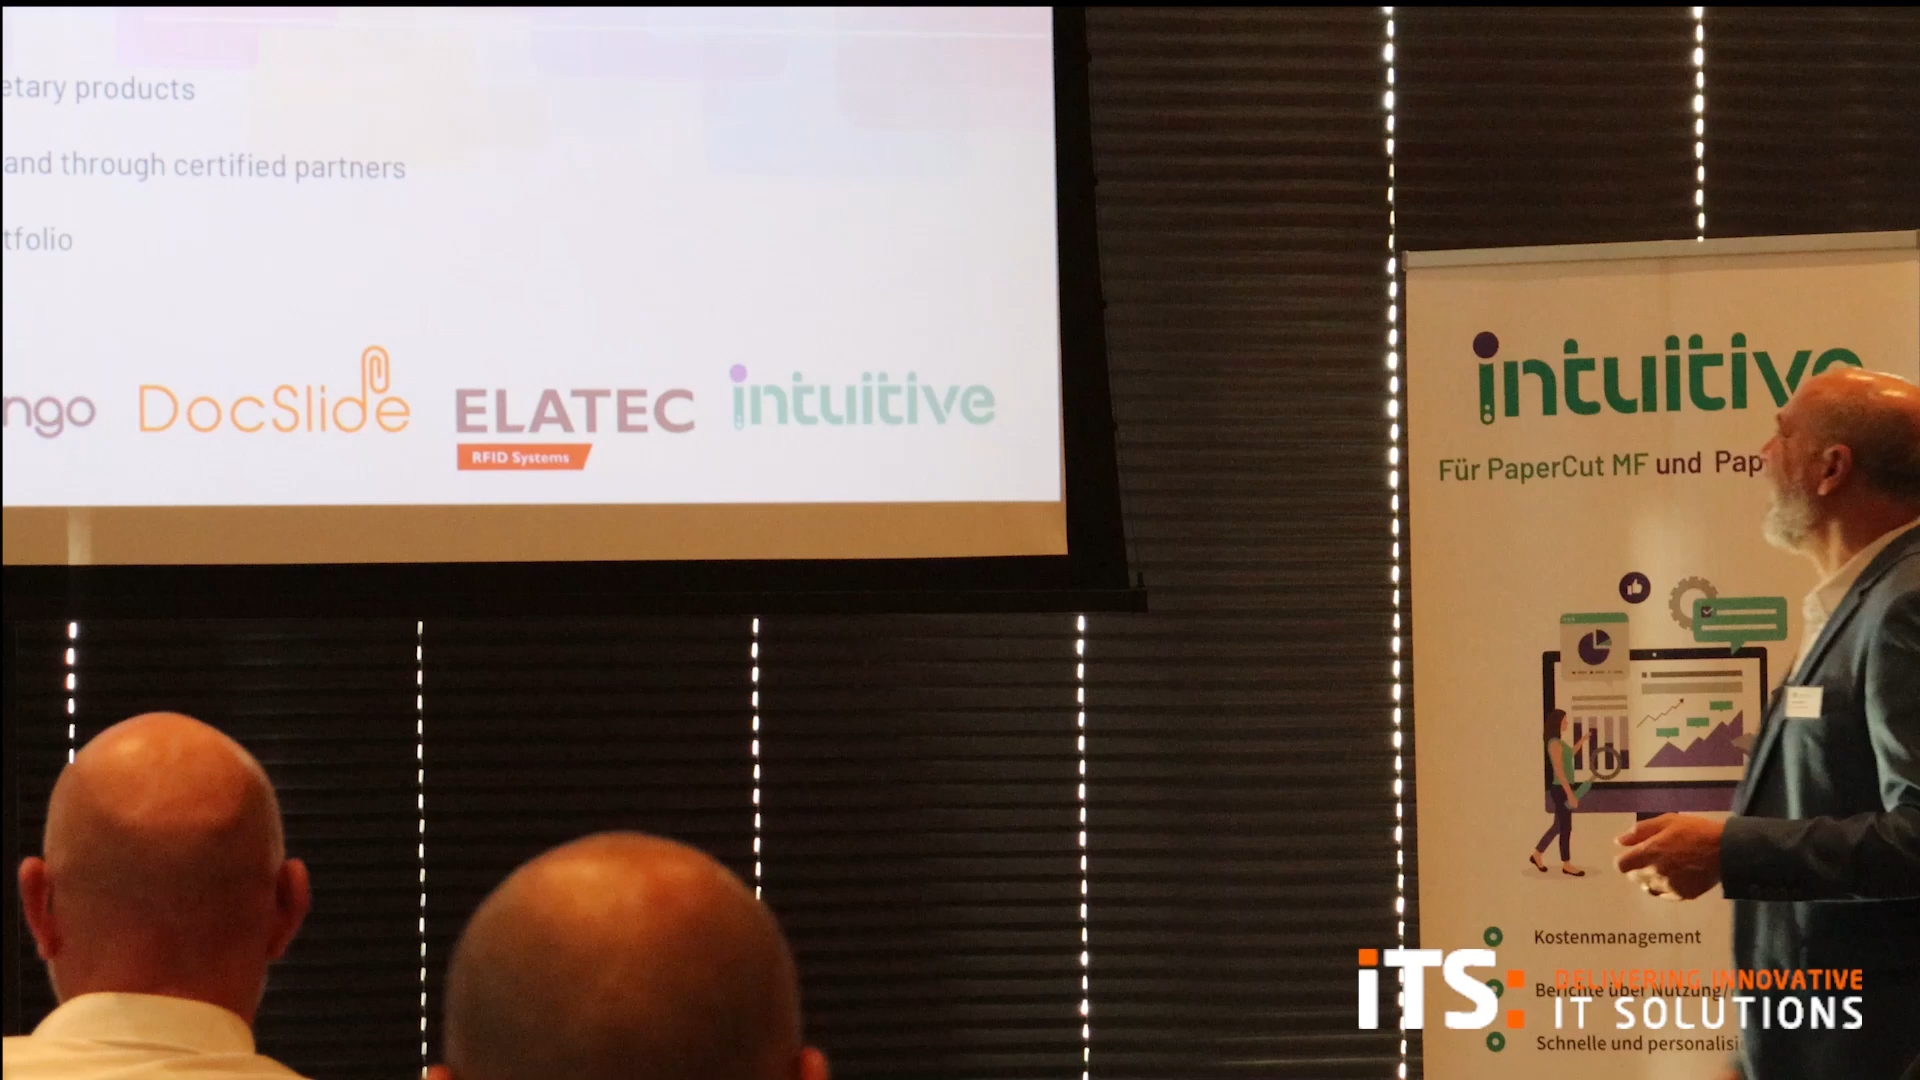 etary products
and through certified partners
tfolio
ngo
DocSlide
ELATEC
RFID Systems
intuitive
intuitive
Für PaperCut MF und Pap
Kostenmanagement
Berichte über Nutzung/
Schnelle und personalisi
iTS:
DELIVERING INNOVATIVE
IT SOLUTIONS